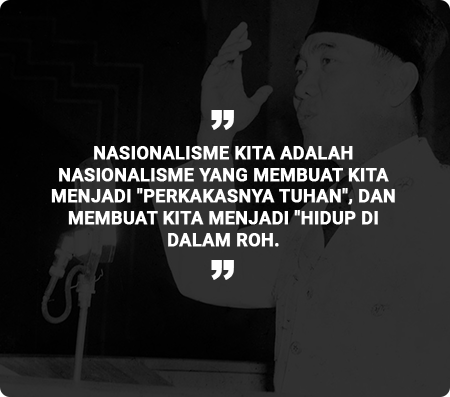 ”
NASIONALISME KITA ADALAH
NASIONALISME YANG MEMBUAT KITA
MENJADI "PERKAKASNYA TUHAN", DAN
MEMBUAT KITA MENJADI "HIDUP DI
DALAM ROH.
”